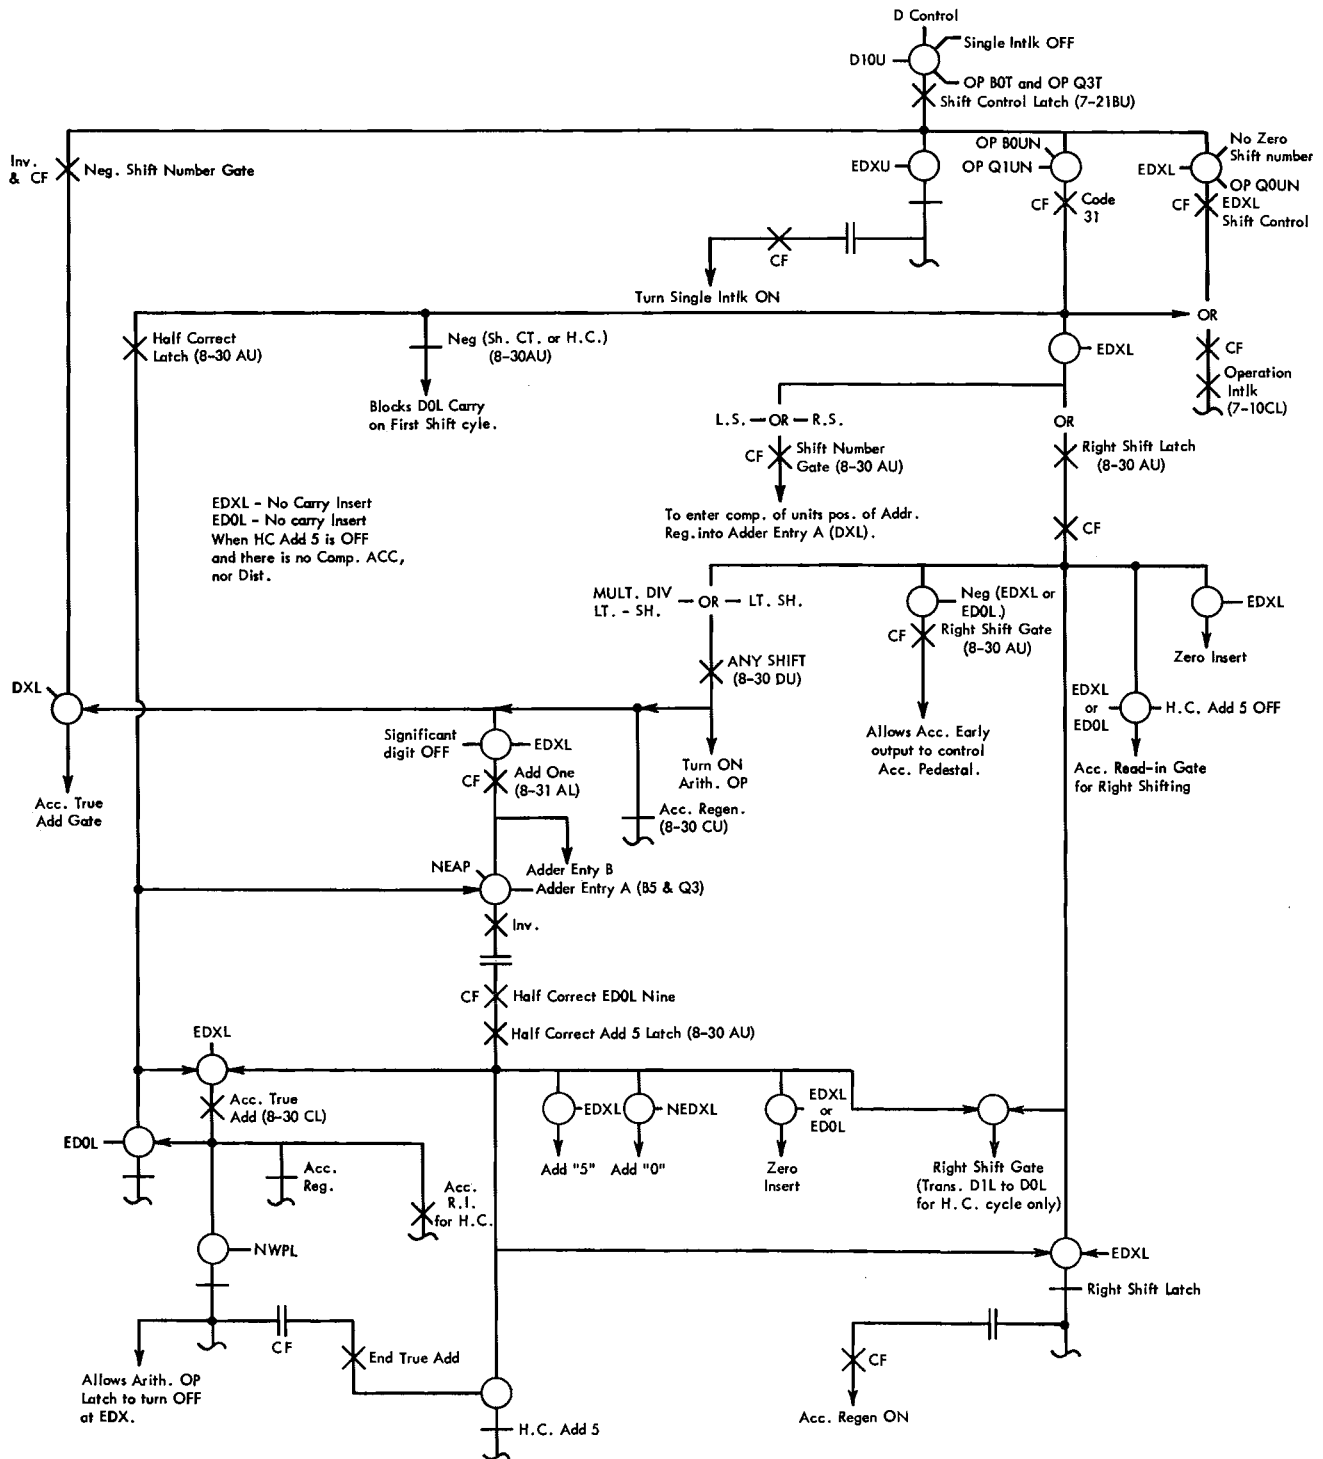 D Control
Single Intlk OFF
D10U
OP B0T and OP Q3T
Shift Control Latch (7-21BU)
Inv.
& CF
Neg. Shift Number Gate
EDXU
OP B0UN
OP Q1UN
CF
Code
31
No Zero
Shift number
EDXL
OP Q0UN
CF
EDXL
Shift Control
CF
Turn Single Intlk ON
OR
Half Correct
Latch (8-30 AU)
Neg (Sh. CT. or H.C.)
(8-30AU)
EDXL
CF
Operation
Intlk
(7-10CL)
Blocks D0L Carry
on First Shift cyle.
L.S.
OR
R.S.
OR
CF
Shift Number
Gate (8-30 AU)
Right Shift Latch
(8-30 AU)
EDXL - No Carry Insert
ED0L - No carry Insert
When HC Add 5 is OFF
and there is no Comp. ACC,
nor Dist.
To enter comp. of units pos. of Addr.
Reg. into Adder Entry A (DXL).
CF
MULT. DIV
LT. - SH.
OR
LT. SH.
Neg (EDXL or
ED0L.)
CF
Right Shift Gate
(8-30 AU)
EDXL
Zero Insert
ANY SHIFT
(8-30 DU)
DXL
EDXL
or
ED0L
H.C. Add 5 OFF
Significant
digit OFF
EDXL
Allows Acc. Early
output to control
Acc. Pedestal.
Turn ON
Arith. OP
CF
Add One
(8-31 AL)
Acc. Read-in Gate
for Right Shifting
Acc. True
Add Gate
Acc. Regen.
(8-30 CU)
NEAP
Adder Enty B
Adder Entry A (B5 & Q3)
Inv.
CF
Half Correct ED0L Nine
Half Correct Add 5 Latch (8-30 AU)
EDXL
Acc. True
Add (8-30 CL)
EDXL
NEDXL
EDXL
or
ED0L
ED0L
Add "5"
Add "0"
Zero
Insert
Right Shift Gate
(Trans. D1L to D0L
for H.C. cycle only)
Acc.
Reg.
Acc.
R.I.
for H.C.
NWPL
EDXL
Right Shift Latch
CF
End True Add
CF
Allows Arith. OP
Latch to turn OFF
at EDX.
H.C. Add 5
Acc. Regen ON